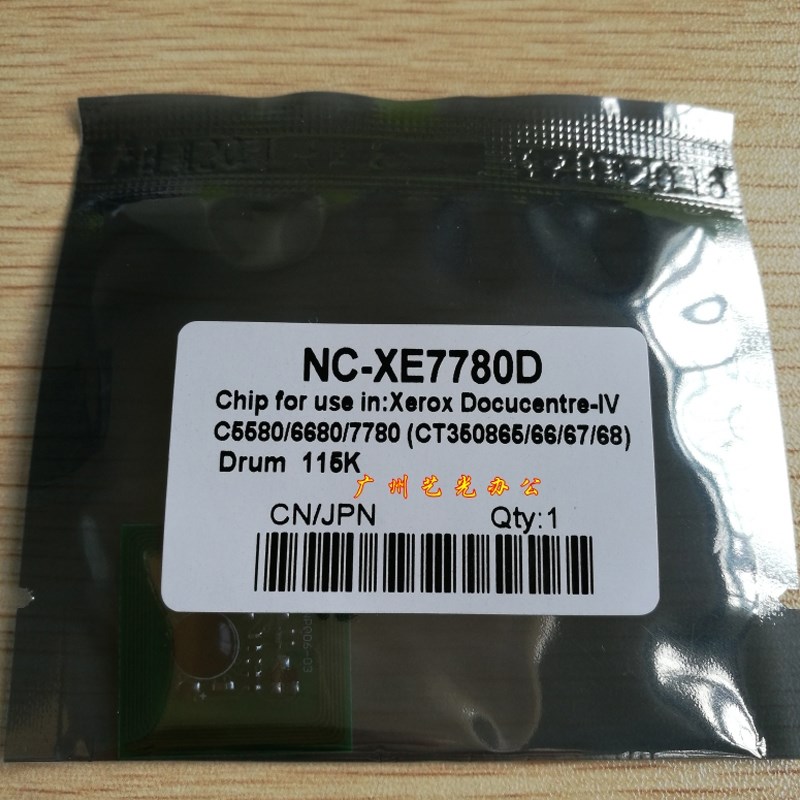 NC-XE7780D
Chip for use in:Xerox Docucentre-IV
C5580/6680/7780 (CT350865/66/67/68)
Drum 115K
广州艺光办公
CN/JPN Qty:1